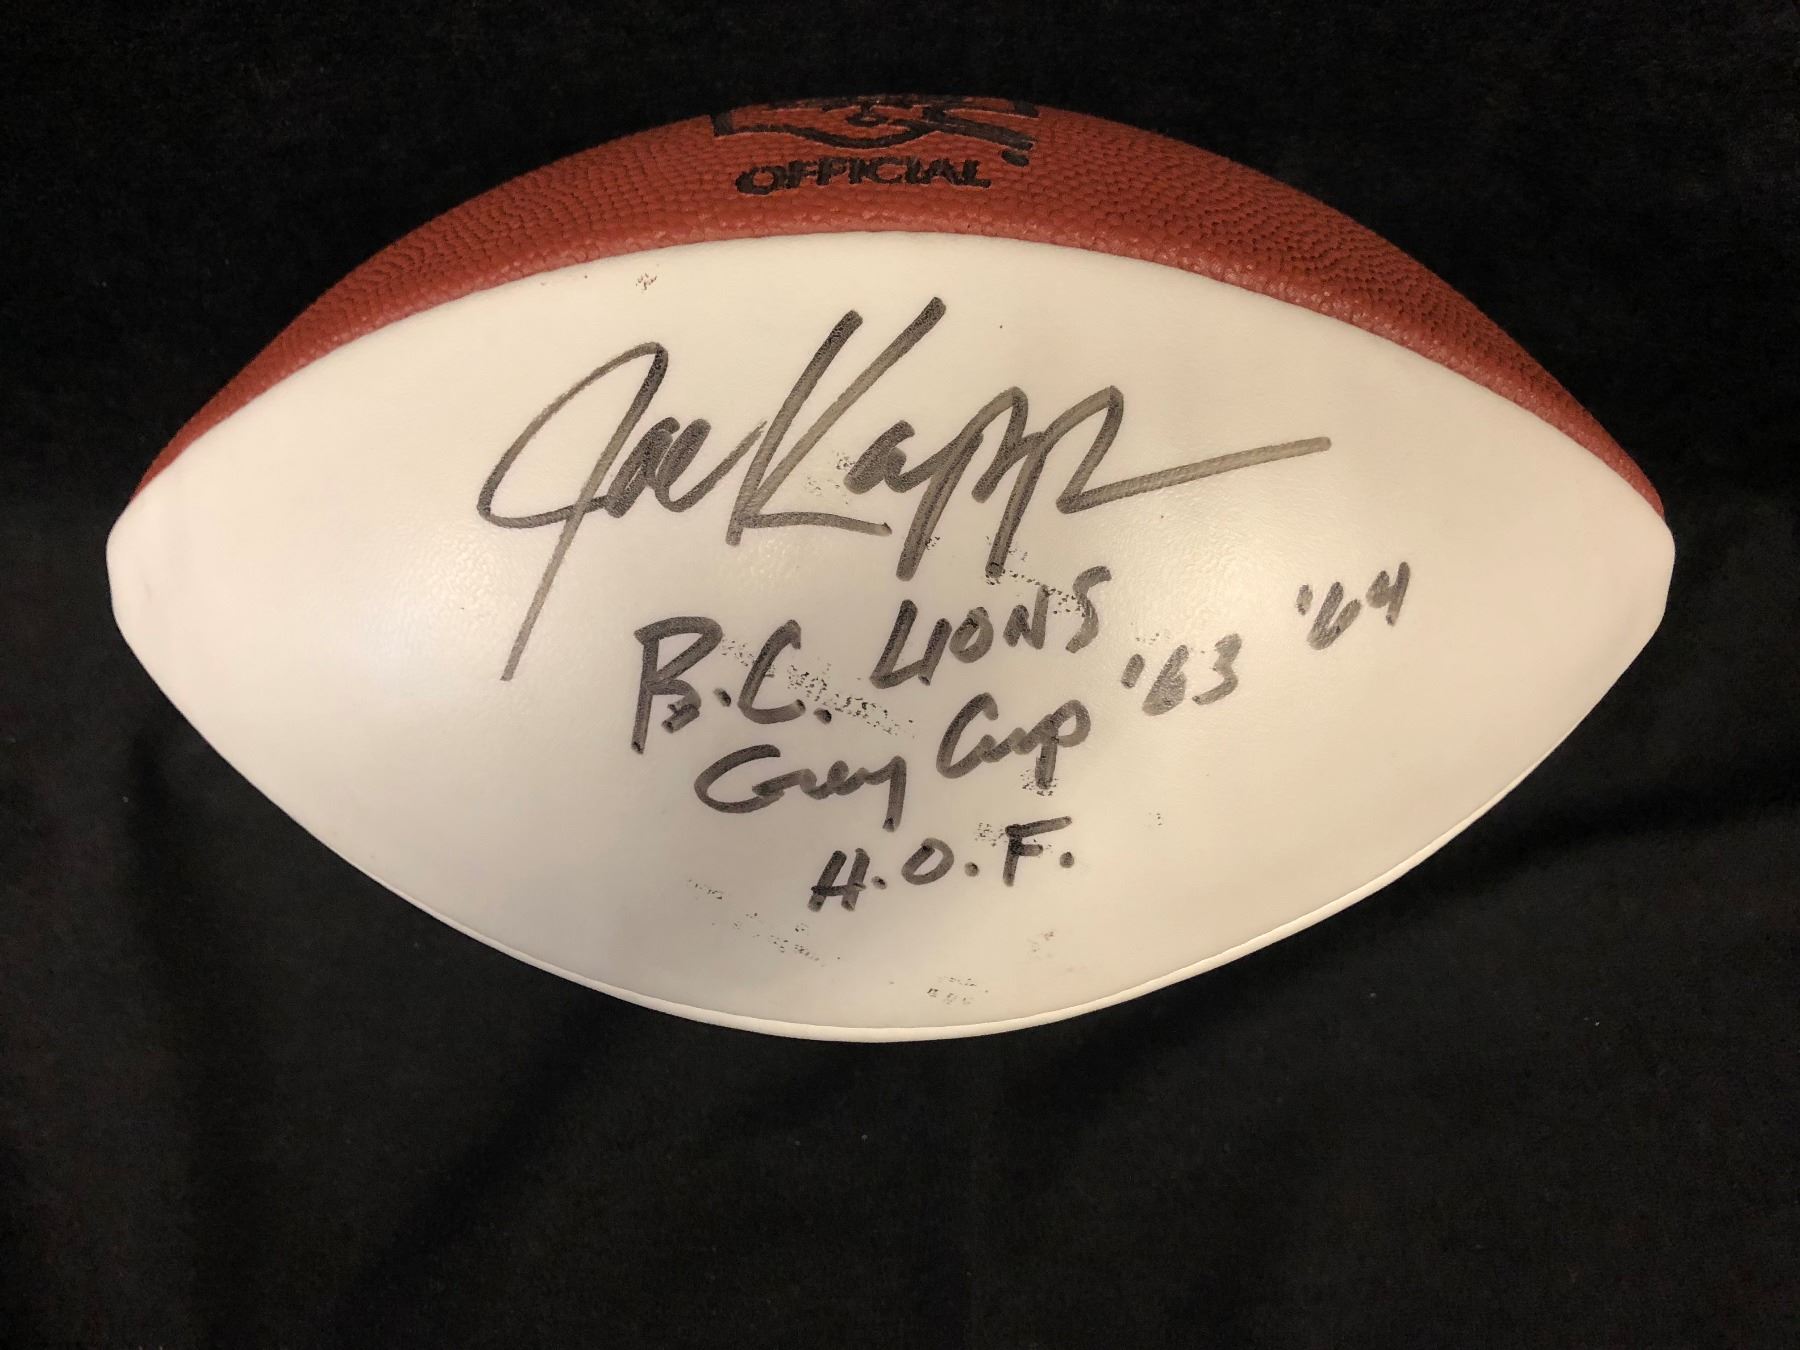 OFFICIAL
Joe Kapp
B.C. LIONS
Grey Cup '63 '64
H.O.F.